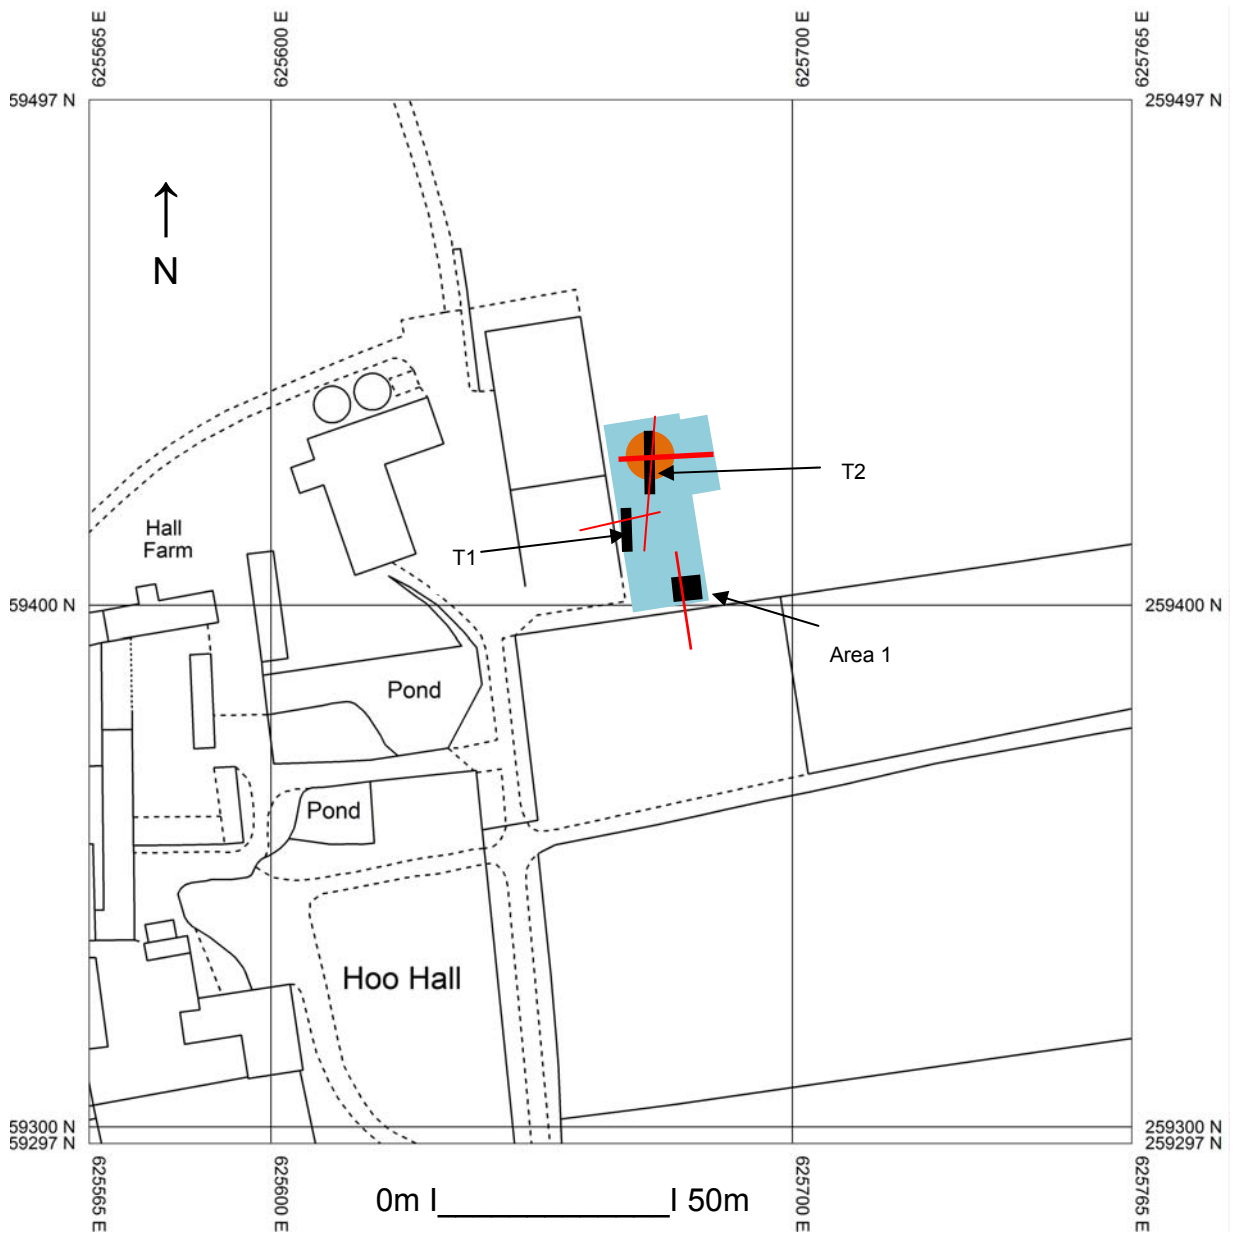 625565 E
625600 E
625700 E
625765 E
59497 N
259497 N
N
T2
Hall
Farm
T1
59400 N
259400 N
Area 1
Pond
Pond
Hoo Hall
59300 N
259300 N
59297 N
259297 N
625565 E
625600 E
625700 E
625765 E
0m I_____________I 50m